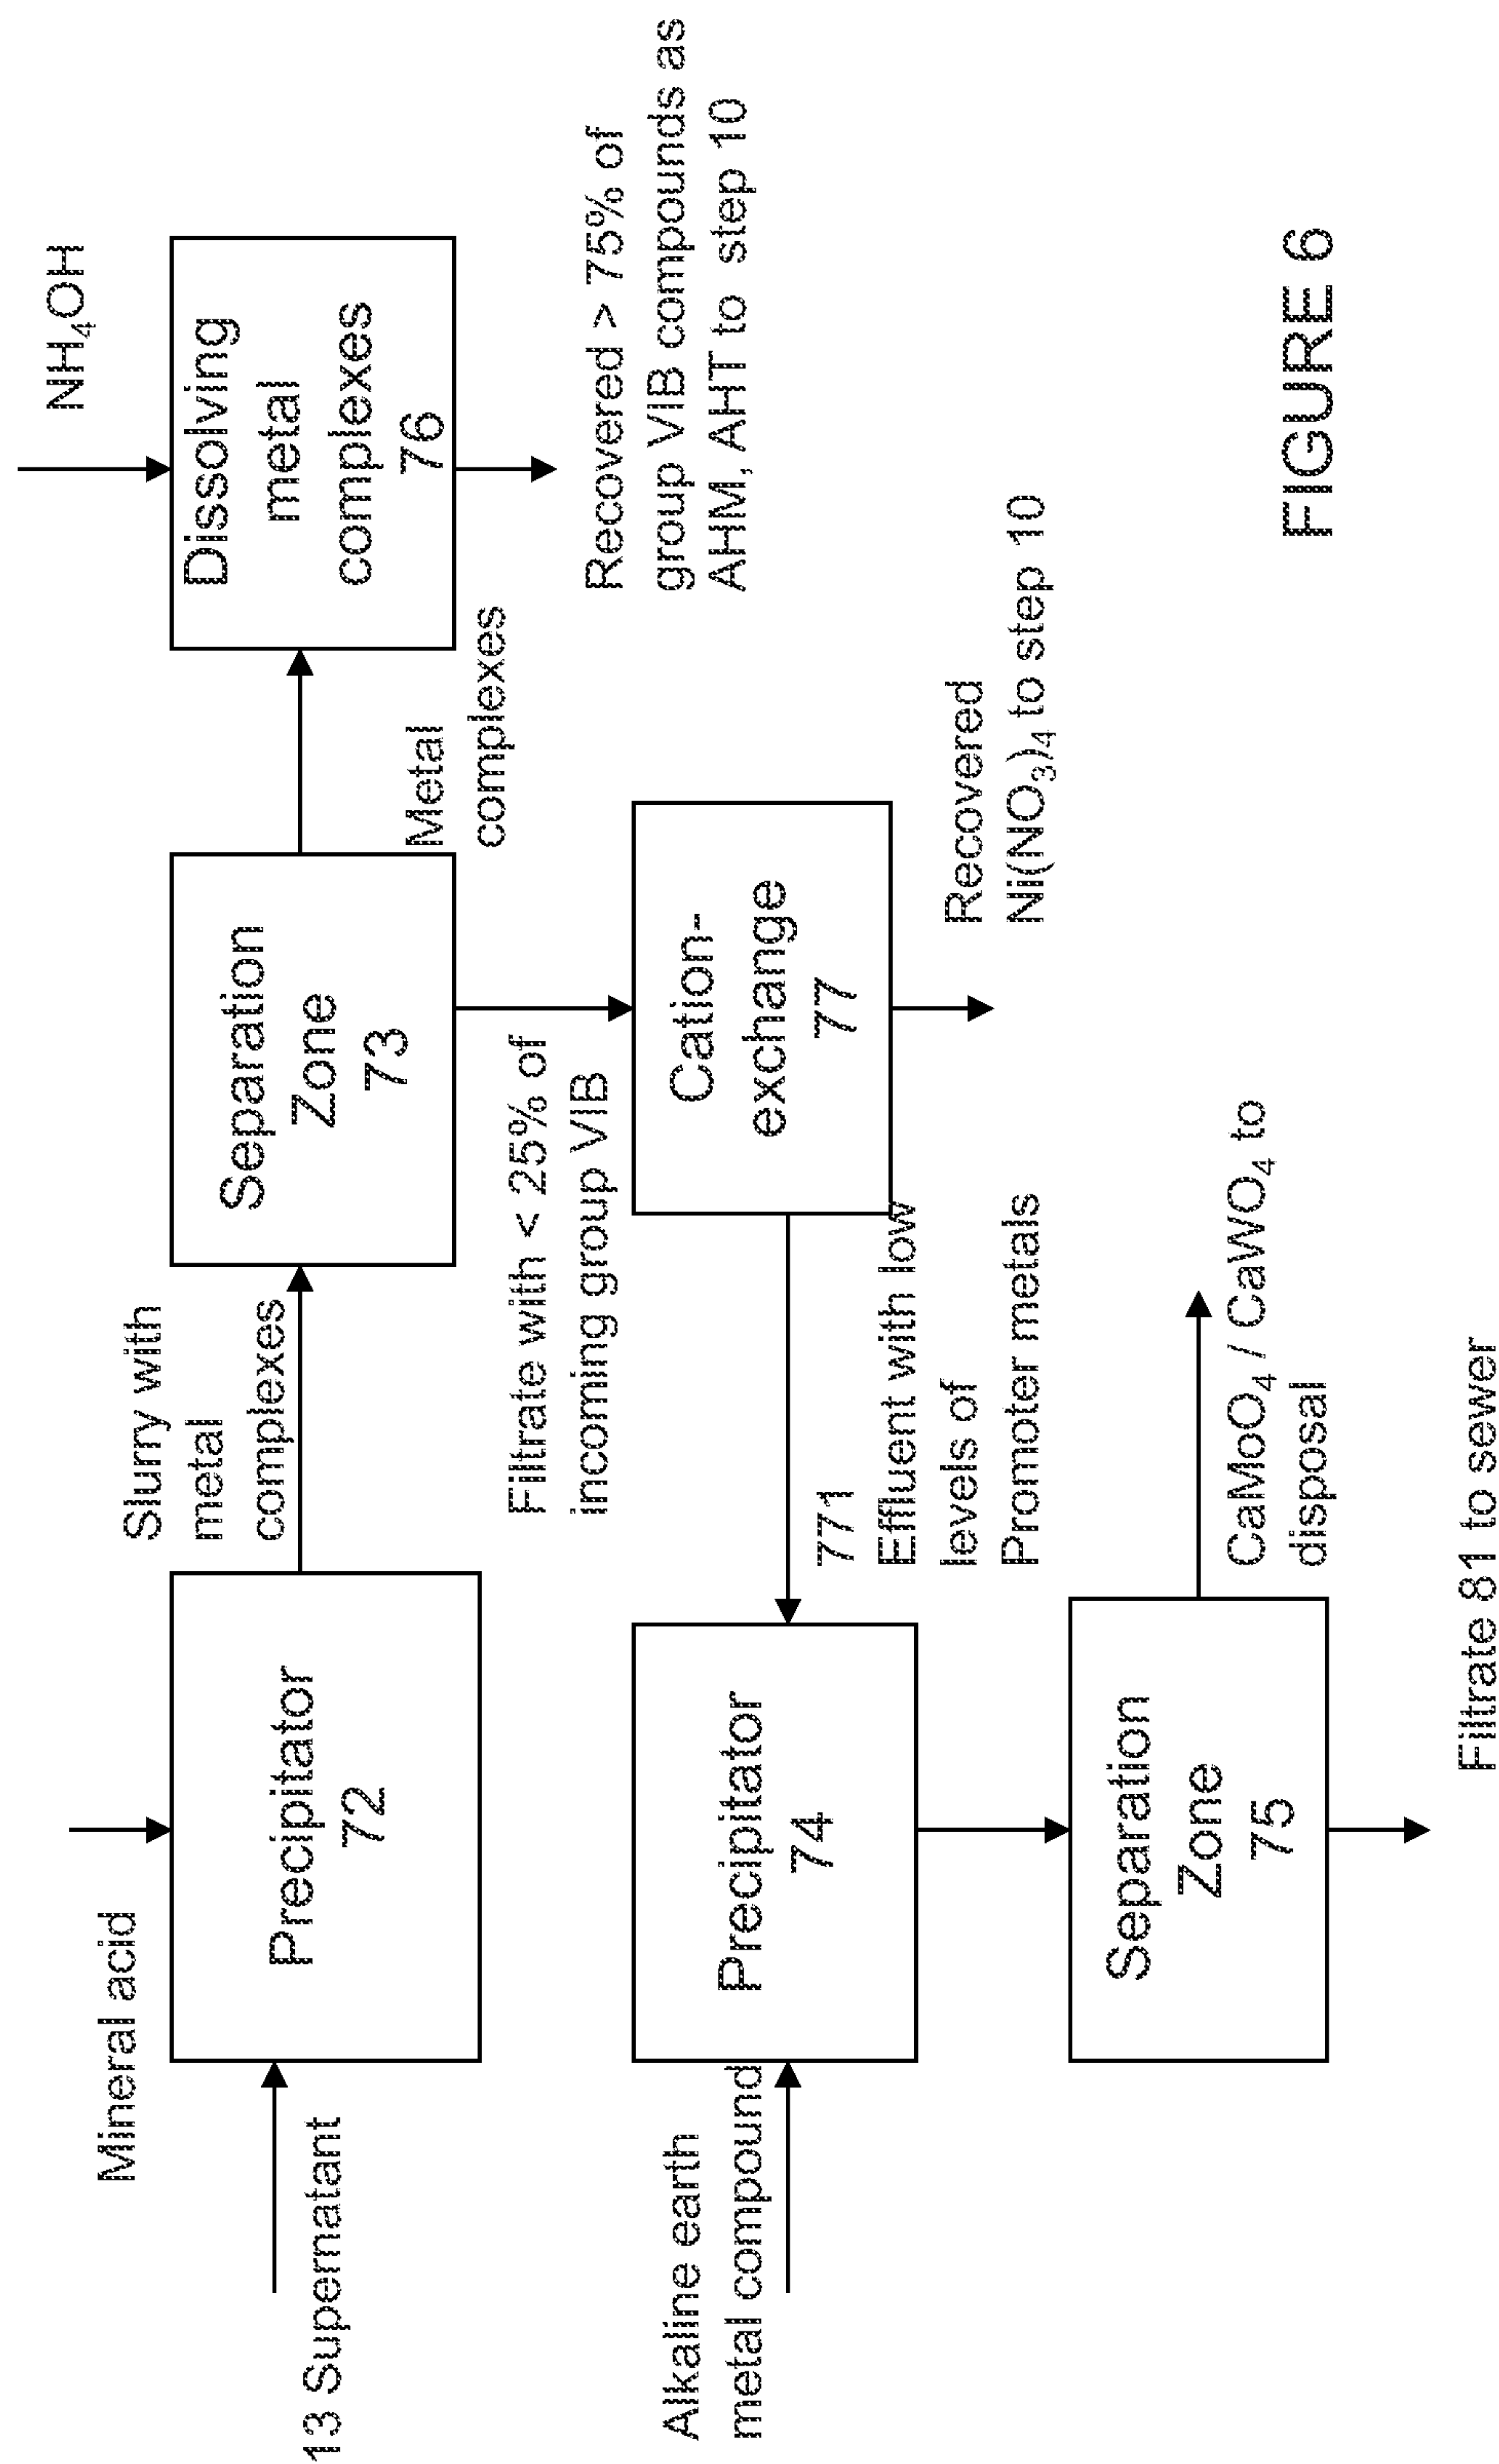 Mineral acid
13 Supernatant
Precipitator
72
Slurry with
metal
complexes
Separation
Zone
73
Metal
complexes
NH₄OH
Dissolving
metal
complexes
76
Recovered > 75% of
group VIB compounds as
AHM, AHT to step 10
Filtrate with < 25% of
incoming group VIB
Cation-
exchange
77
Recovered
Ni(NO₃)₄ to step 10
771
Effluent with low
levels of
Promoter metals
Alkaline earth
metal compound
Precipitator
74
Separation
Zone
75
CaMoO₄ / CaWO₄ to
disposal
Filtrate 81 to sewer
FIGURE 6